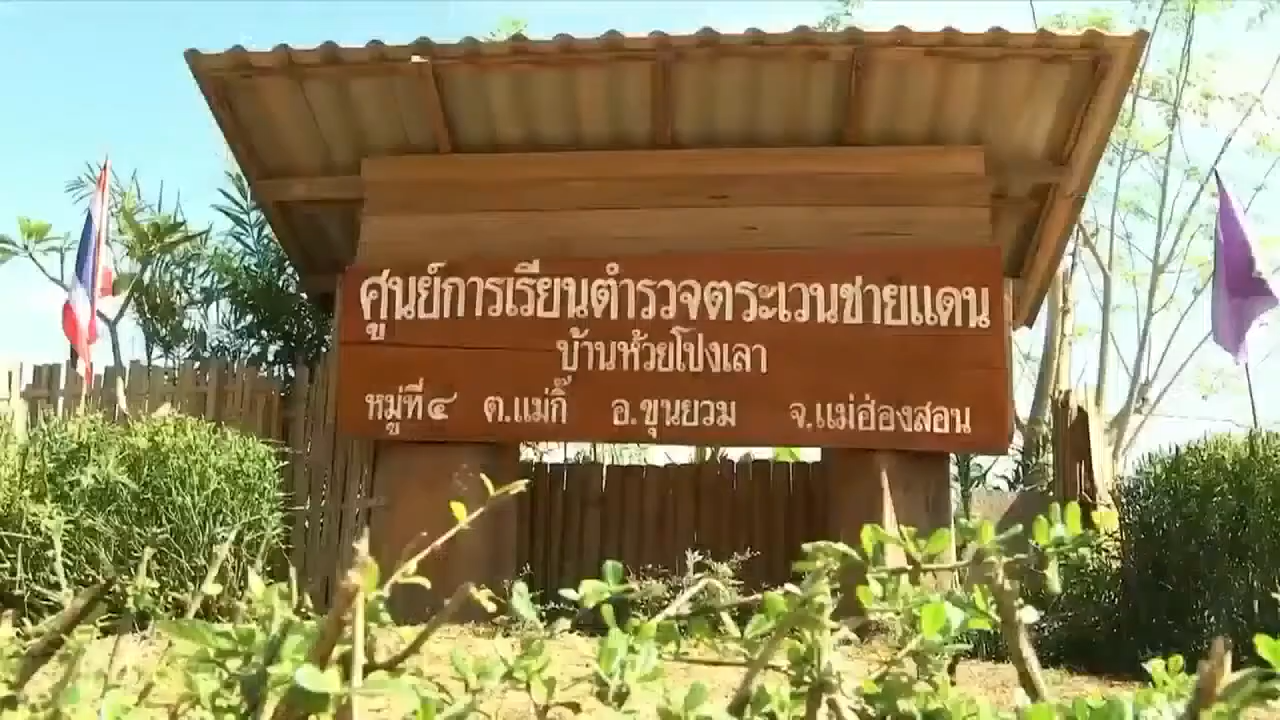 ศูนย์การเรียนตำรวจตระเวนชายแดน
บ้านห้วยโปงเลา
หมู่ที่๔ ต.แม่กิ๊ อ.ขุนยวม จ.แม่ฮ่องสอน